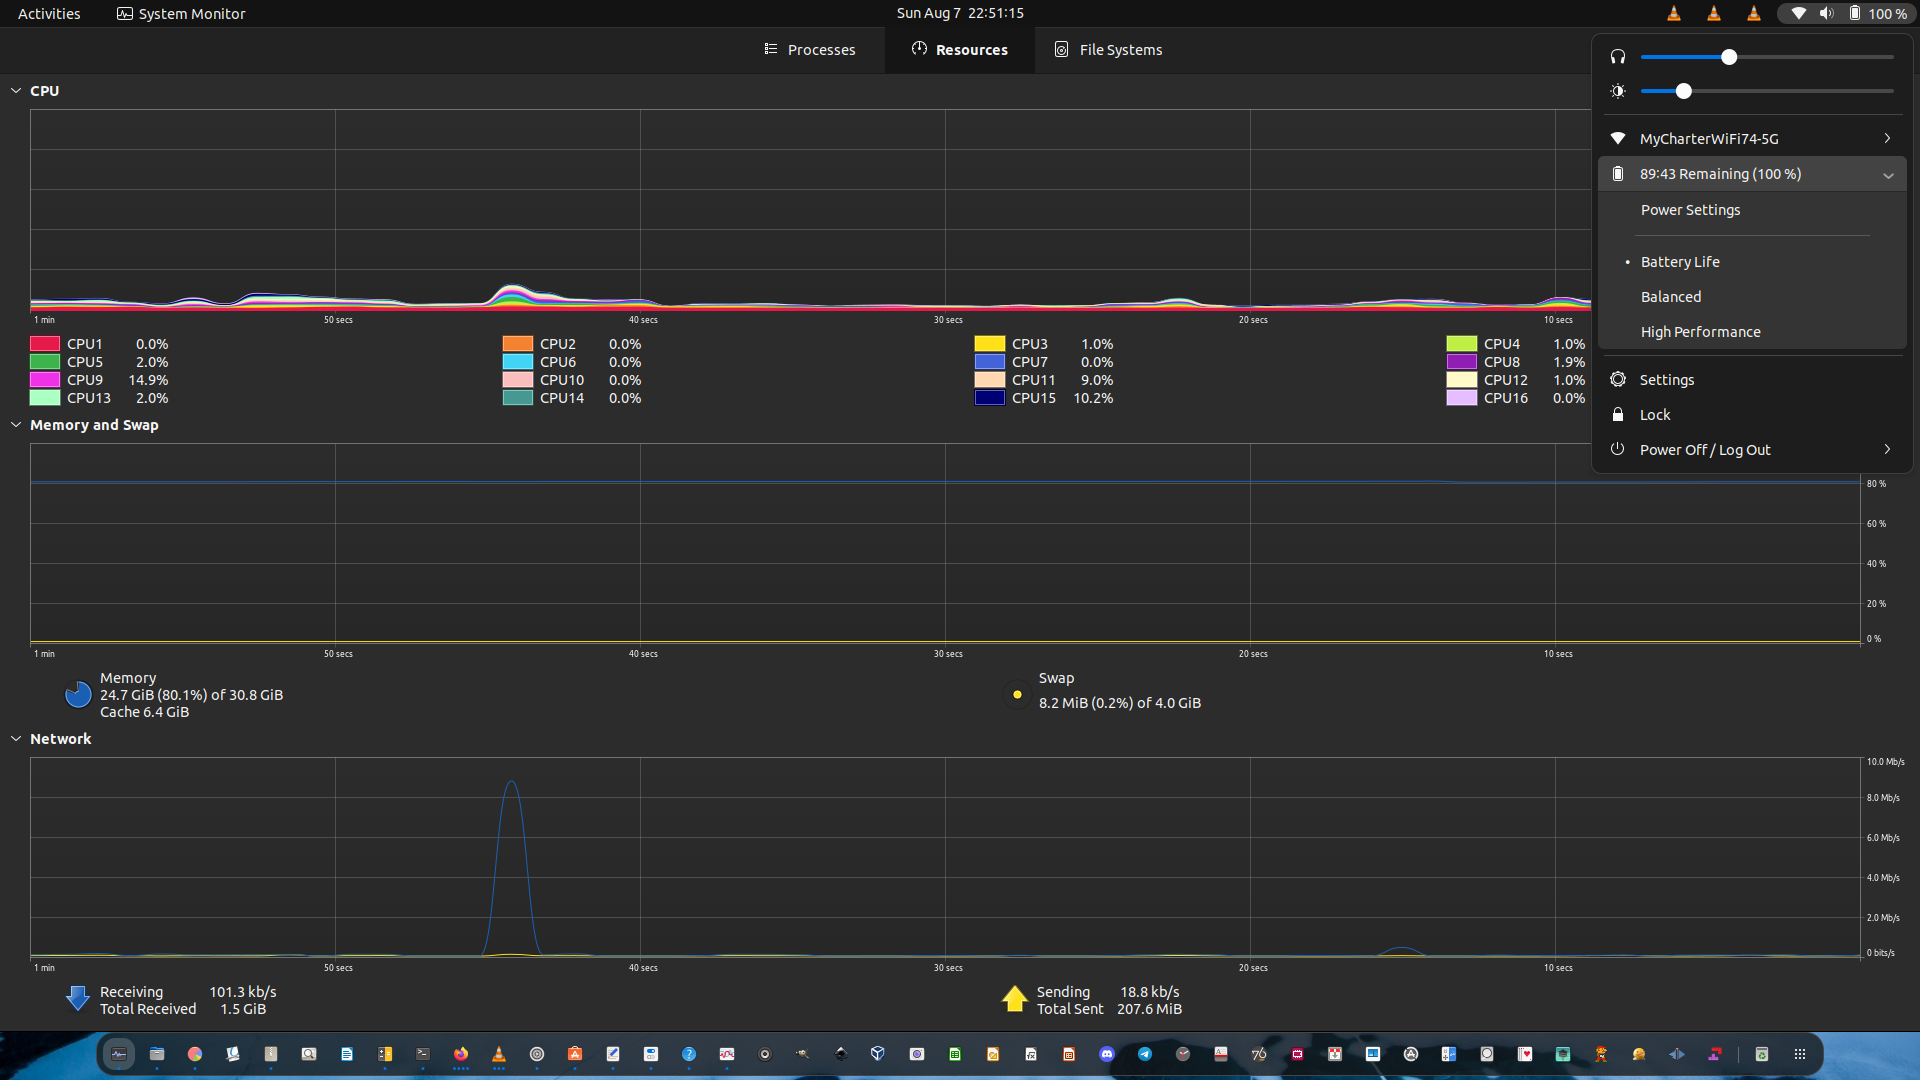 Activities
System Monitor
Sun Aug 7 22:51:15
100 %
Processes
Resources
File Systems
CPU
1 min
50 secs
40 secs
30 secs
20 secs
10 secs
CPU1 0.0%
CPU2 0.0%
CPU3 1.0%
CPU4 1.0%
CPU5 2.0%
CPU6 0.0%
CPU7 0.0%
CPU8 1.9%
CPU9 14.9%
CPU10 0.0%
CPU11 9.0%
CPU12 1.0%
CPU13 2.0%
CPU14 0.0%
CPU15 10.2%
CPU16 0.0%
MyCharterWiFi74-5G
89:43 Remaining (100 %)
Power Settings
Battery Life
Balanced
High Performance
Settings
Lock
Power Off / Log Out
Memory and Swap
80 %
60 %
40 %
20 %
0 %
1 min
50 secs
40 secs
30 secs
20 secs
10 secs
Memory
24.7 GiB (80.1%) of 30.8 GiB
Cache 6.4 GiB
Swap
8.2 MiB (0.2%) of 4.0 GiB
Network
10.0 Mb/s
8.0 Mb/s
6.0 Mb/s
4.0 Mb/s
2.0 Mb/s
0 bits/s
1 min
50 secs
40 secs
30 secs
20 secs
10 secs
Receiving 101.3 kb/s
Total Received 1.5 GiB
Sending 18.8 kb/s
Total Sent 207.6 MiB
76